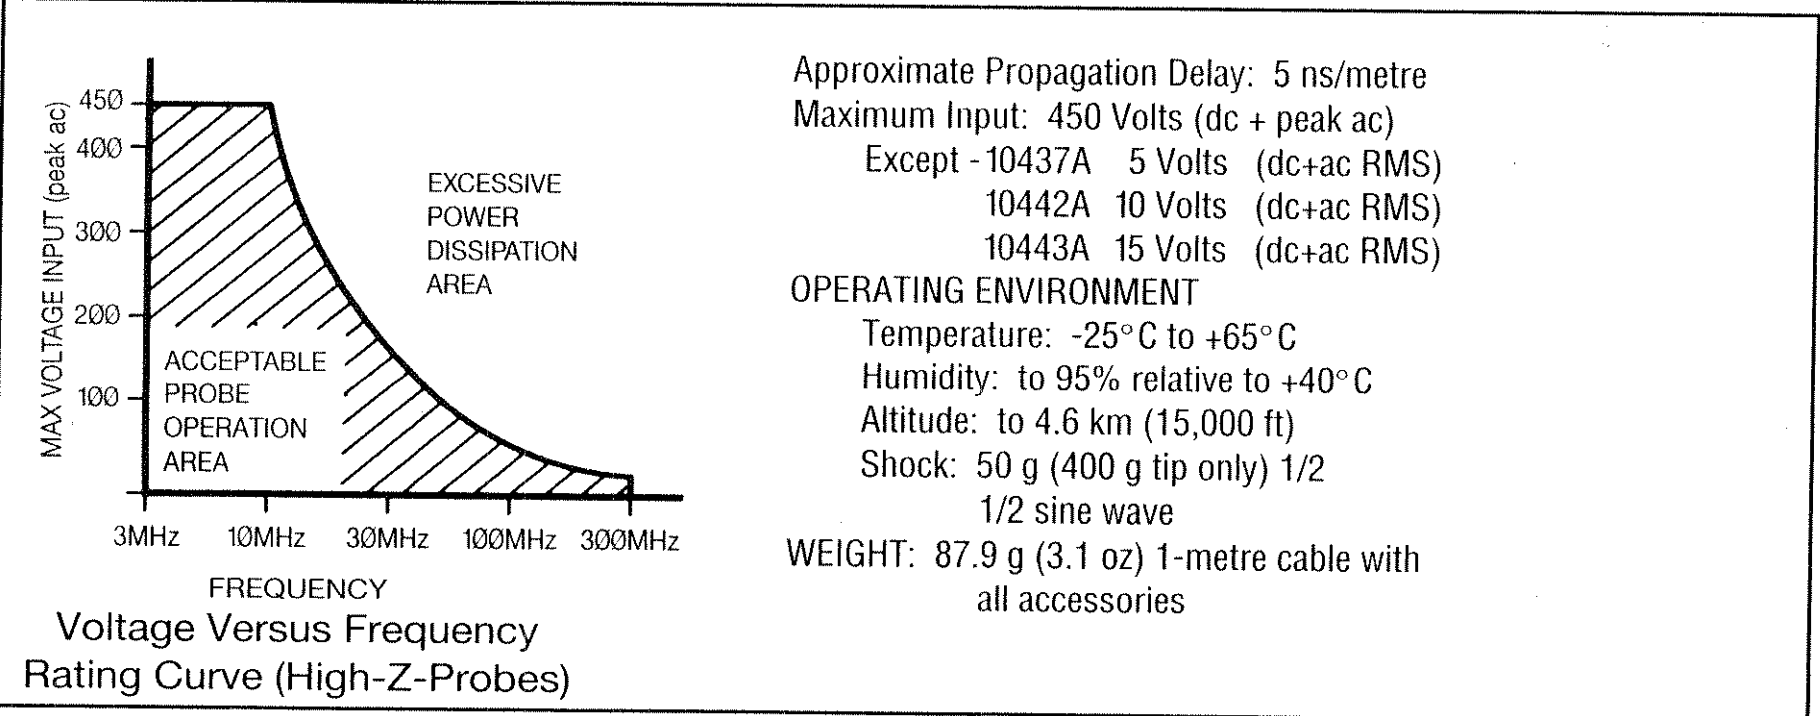 450
400
300
200
100
MAX VOLTAGE INPUT (peak ac)
EXCESSIVE
POWER
DISSIPATION
AREA
ACCEPTABLE
PROBE
OPERATION
AREA
3MHz 10MHz 30MHz 100MHz 300MHz
FREQUENCY
Voltage Versus Frequency
Rating Curve (High-Z-Probes)
Approximate Propagation Delay: 5 ns/metre
Maximum Input: 450 Volts (dc + peak ac)
Except - 10437A 5 Volts (dc+ac RMS)
10442A 10 Volts (dc+ac RMS)
10443A 15 Volts (dc+ac RMS)
OPERATING ENVIRONMENT
Temperature: -25°C to +65°C
Humidity: to 95% relative to +40°C
Altitude: to 4.6 km (15,000 ft)
Shock: 50 g (400 g tip only) 1/2
1/2 sine wave
WEIGHT: 87.9 g (3.1 oz) 1-metre cable with
all accessories